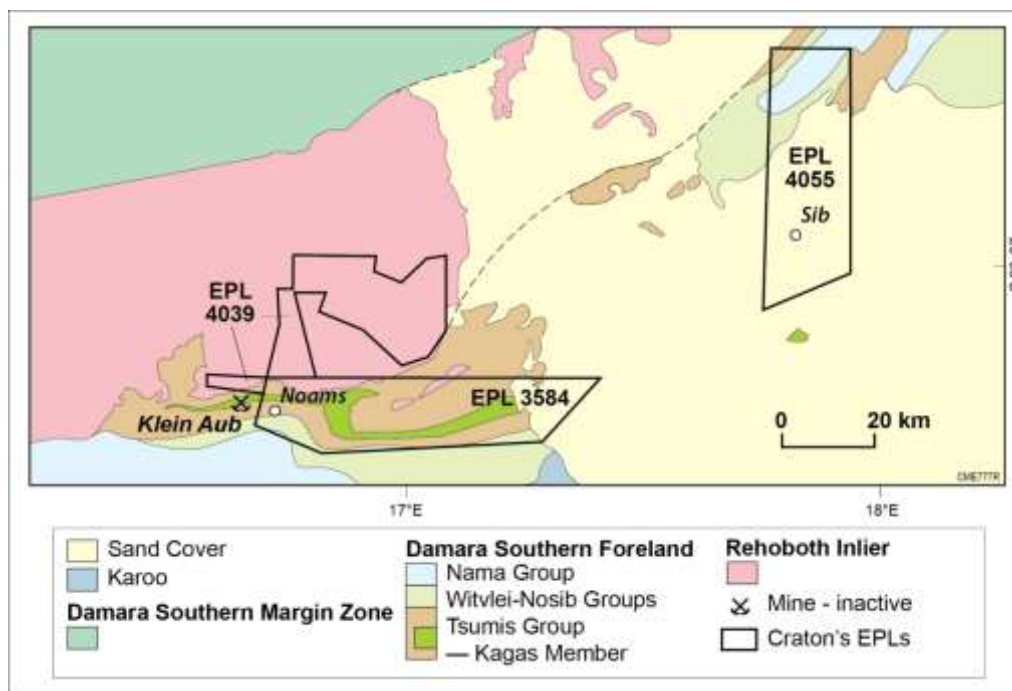 EPL
4055
Sib
EPL
4039
Noams
EPL 3584
Klein Aub
0 20 km
CME777R
17°E 18°E
Sand Cover
Karoo
Damara Southern Margin Zone
Damara Southern Foreland
Nama Group
Witvlei-Nosib Groups
Tsumis Group
Kagas Member
Rehoboth Inlier
Mine - inactive
Craton's EPLs